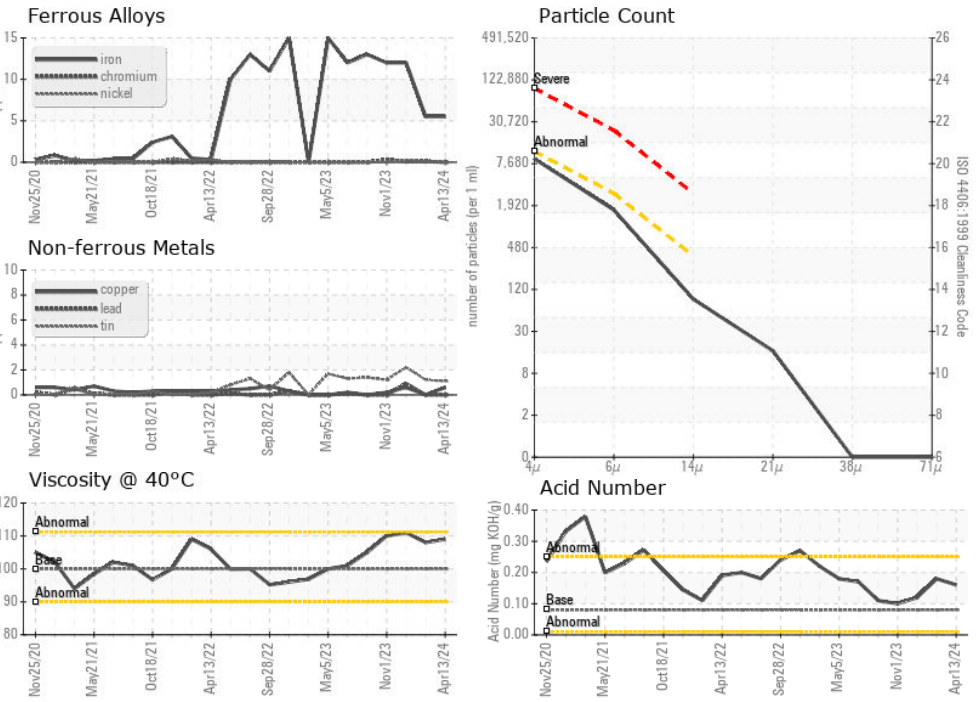 Ferrous Alloys
15
10
5
0
iron
chromium
nickel
Nov25/20
May21/21
Oct18/21
Apr13/22
Sep28/22
May5/23
Nov1/23
Apr13/24
Non-ferrous Metals
10
8
6
4
2
0
copper
lead
tin
Nov25/20
May21/21
Oct18/21
Apr13/22
Sep28/22
May5/23
Nov1/23
Apr13/24
Viscosity @ 40°C
120
110
100
90
80
Abnormal
Base
Abnormal
Nov25/20
May21/21
Oct18/21
Apr13/22
Sep28/22
May5/23
Nov1/23
Apr13/24
Particle Count
number of particles (per 1 ml)
491,520
122,880
30,720
7,680
1,920
480
120
30
8
2
0
Severe
Abnormal
26
24
22
20
18
16
14
12
10
8
6
ISO 4406:1999 Cleanliness Code
4µ
6µ
14µ
21µ
38µ
71µ
Acid Number
Acid Number (mg KOH/g)
0.40
0.30
0.20
0.10
0.00
Abnormal
Base
Abnormal
Nov25/20
May21/21
Oct18/21
Apr13/22
Sep28/22
May5/23
Nov1/23
Apr13/24